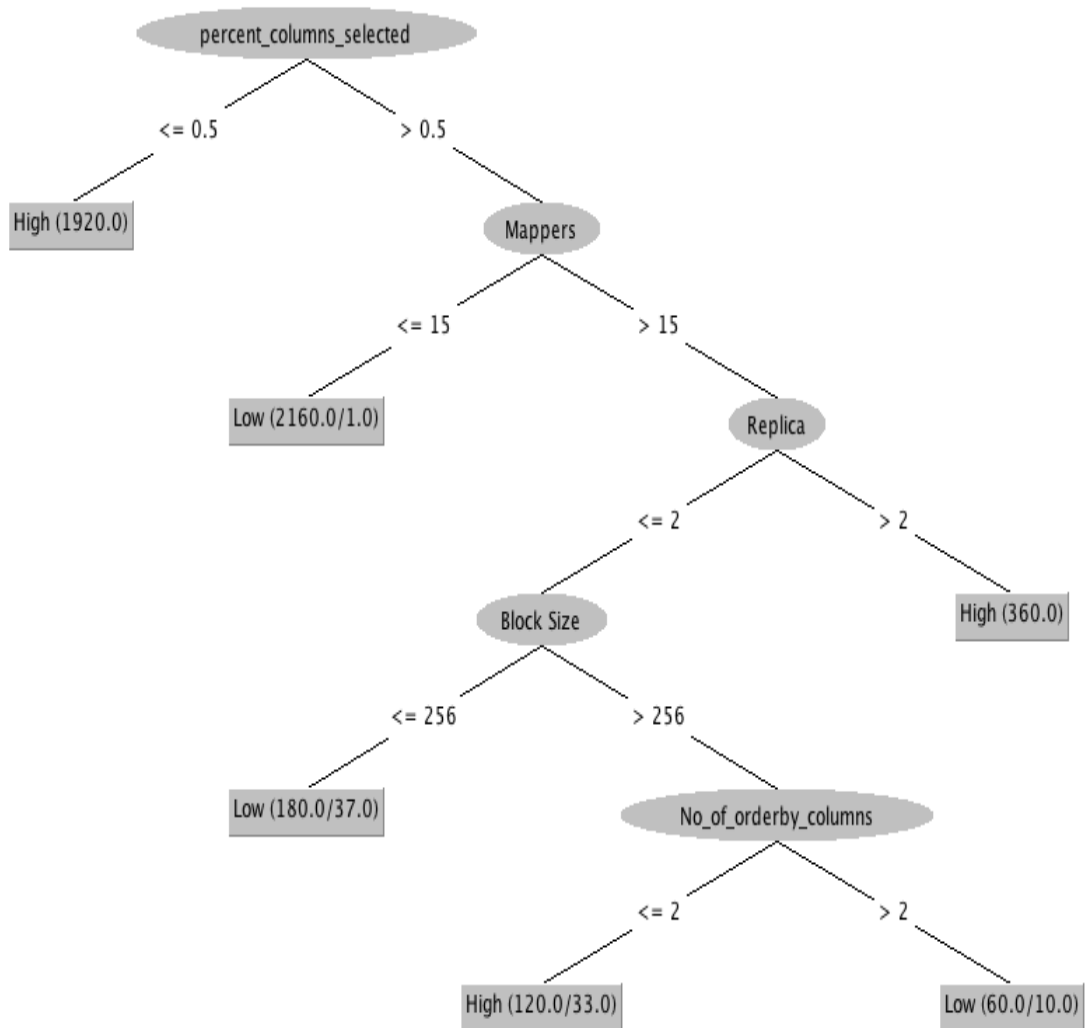 percent_columns_selected
<= 0.5
> 0.5
High (1920.0)
Mappers
<= 15
> 15
Low (2160.0/1.0)
Replica
<= 2
> 2
Block Size
High (360.0)
<= 256
> 256
Low (180.0/37.0)
No_of_orderby_columns
<= 2
> 2
High (120.0/33.0)
Low (60.0/10.0)